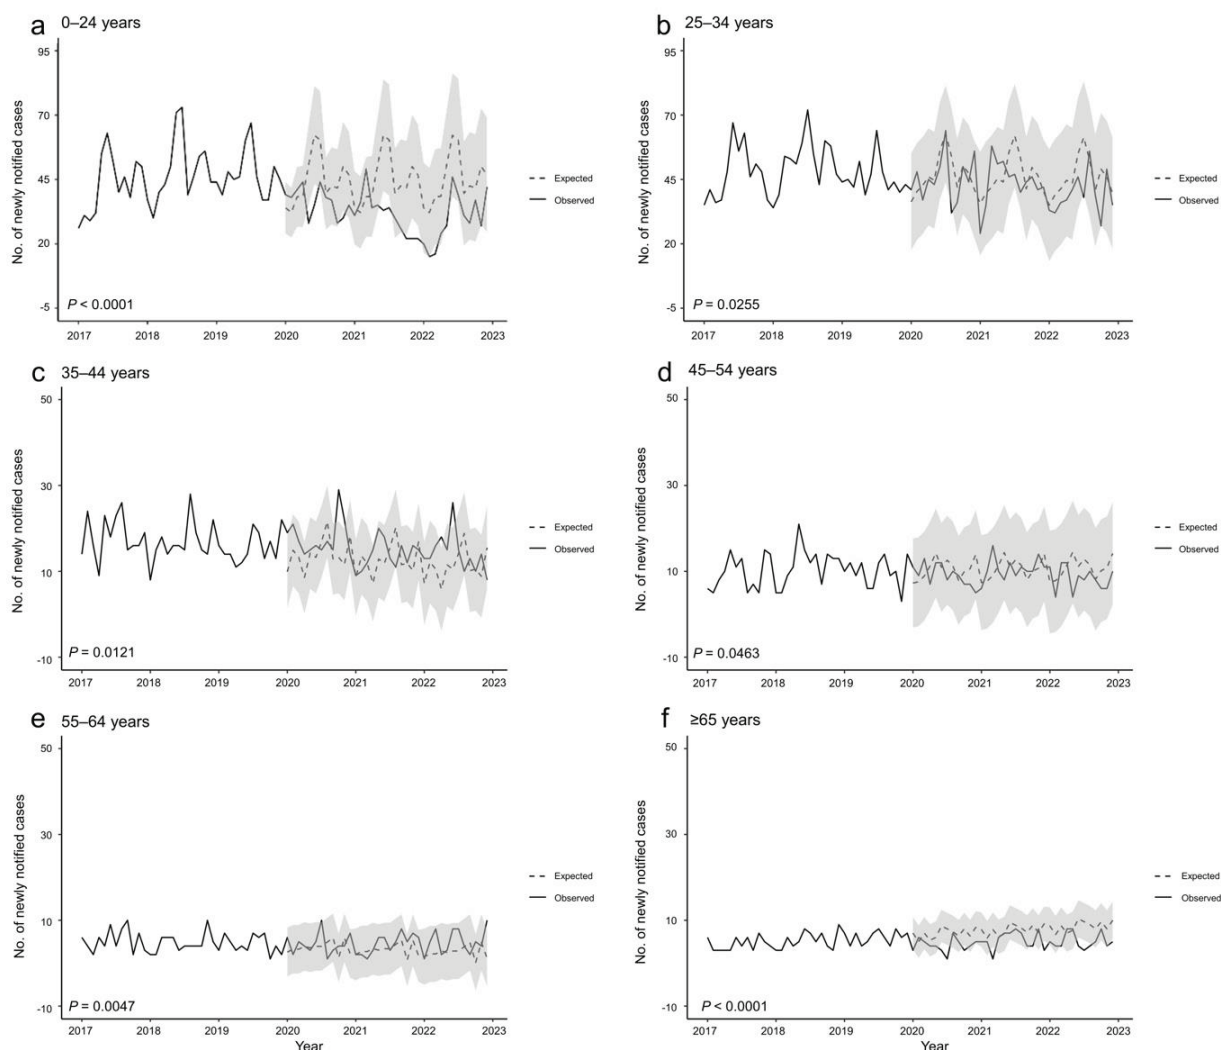 a 0–24 years
No. of newly notified cases
95
70
45
20
-5
P < 0.0001
2017 2018 2019 2020 2021 2022 2023
Expected
Observed
b 25–34 years
No. of newly notified cases
95
70
45
20
-5
P = 0.0255
2017 2018 2019 2020 2021 2022 2023
Expected
Observed
c 35–44 years
No. of newly notified cases
50
30
10
-10
P = 0.0121
2017 2018 2019 2020 2021 2022 2023
Expected
Observed
d 45–54 years
No. of newly notified cases
50
30
10
-10
P = 0.0463
2017 2018 2019 2020 2021 2022 2023
Expected
Observed
e 55–64 years
No. of newly notified cases
50
30
10
-10
P = 0.0047
2017 2018 2019 2020 2021 2022 2023
Year
Expected
Observed
f ≥65 years
No. of newly notified cases
50
30
10
-10
P < 0.0001
2017 2018 2019 2020 2021 2022 2023
Year
Expected
Observed